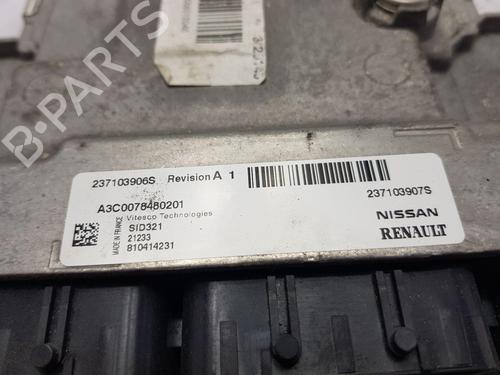 B-PARTS
237103906S Revision A 1
237103907S
A3C0078480201
Vitesco Technologies
SID321
21233
810414231
MADE IN FRANCE
NISSAN
RENAULT